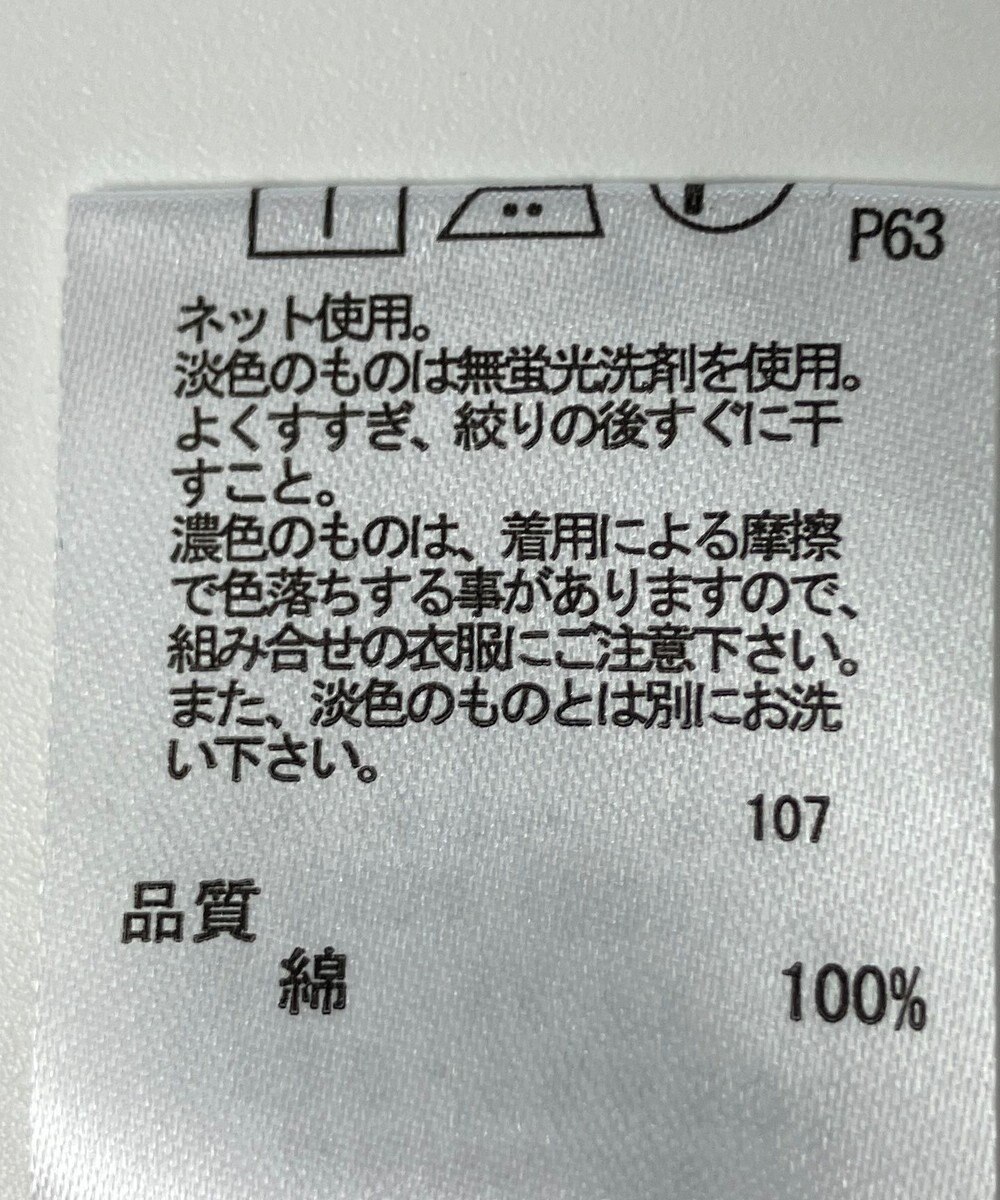 P63
ネット使用。
淡色のものは無蛍光洗剤を使用。
よくすすぎ、絞りの後すぐに干
すこと。
濃色のものは、着用による摩擦
で色落ちする事がありますので、
組み合せの衣服にご注意下さい。
また、淡色のものとは別にお洗
い下さい。
107
品質
綿 100%